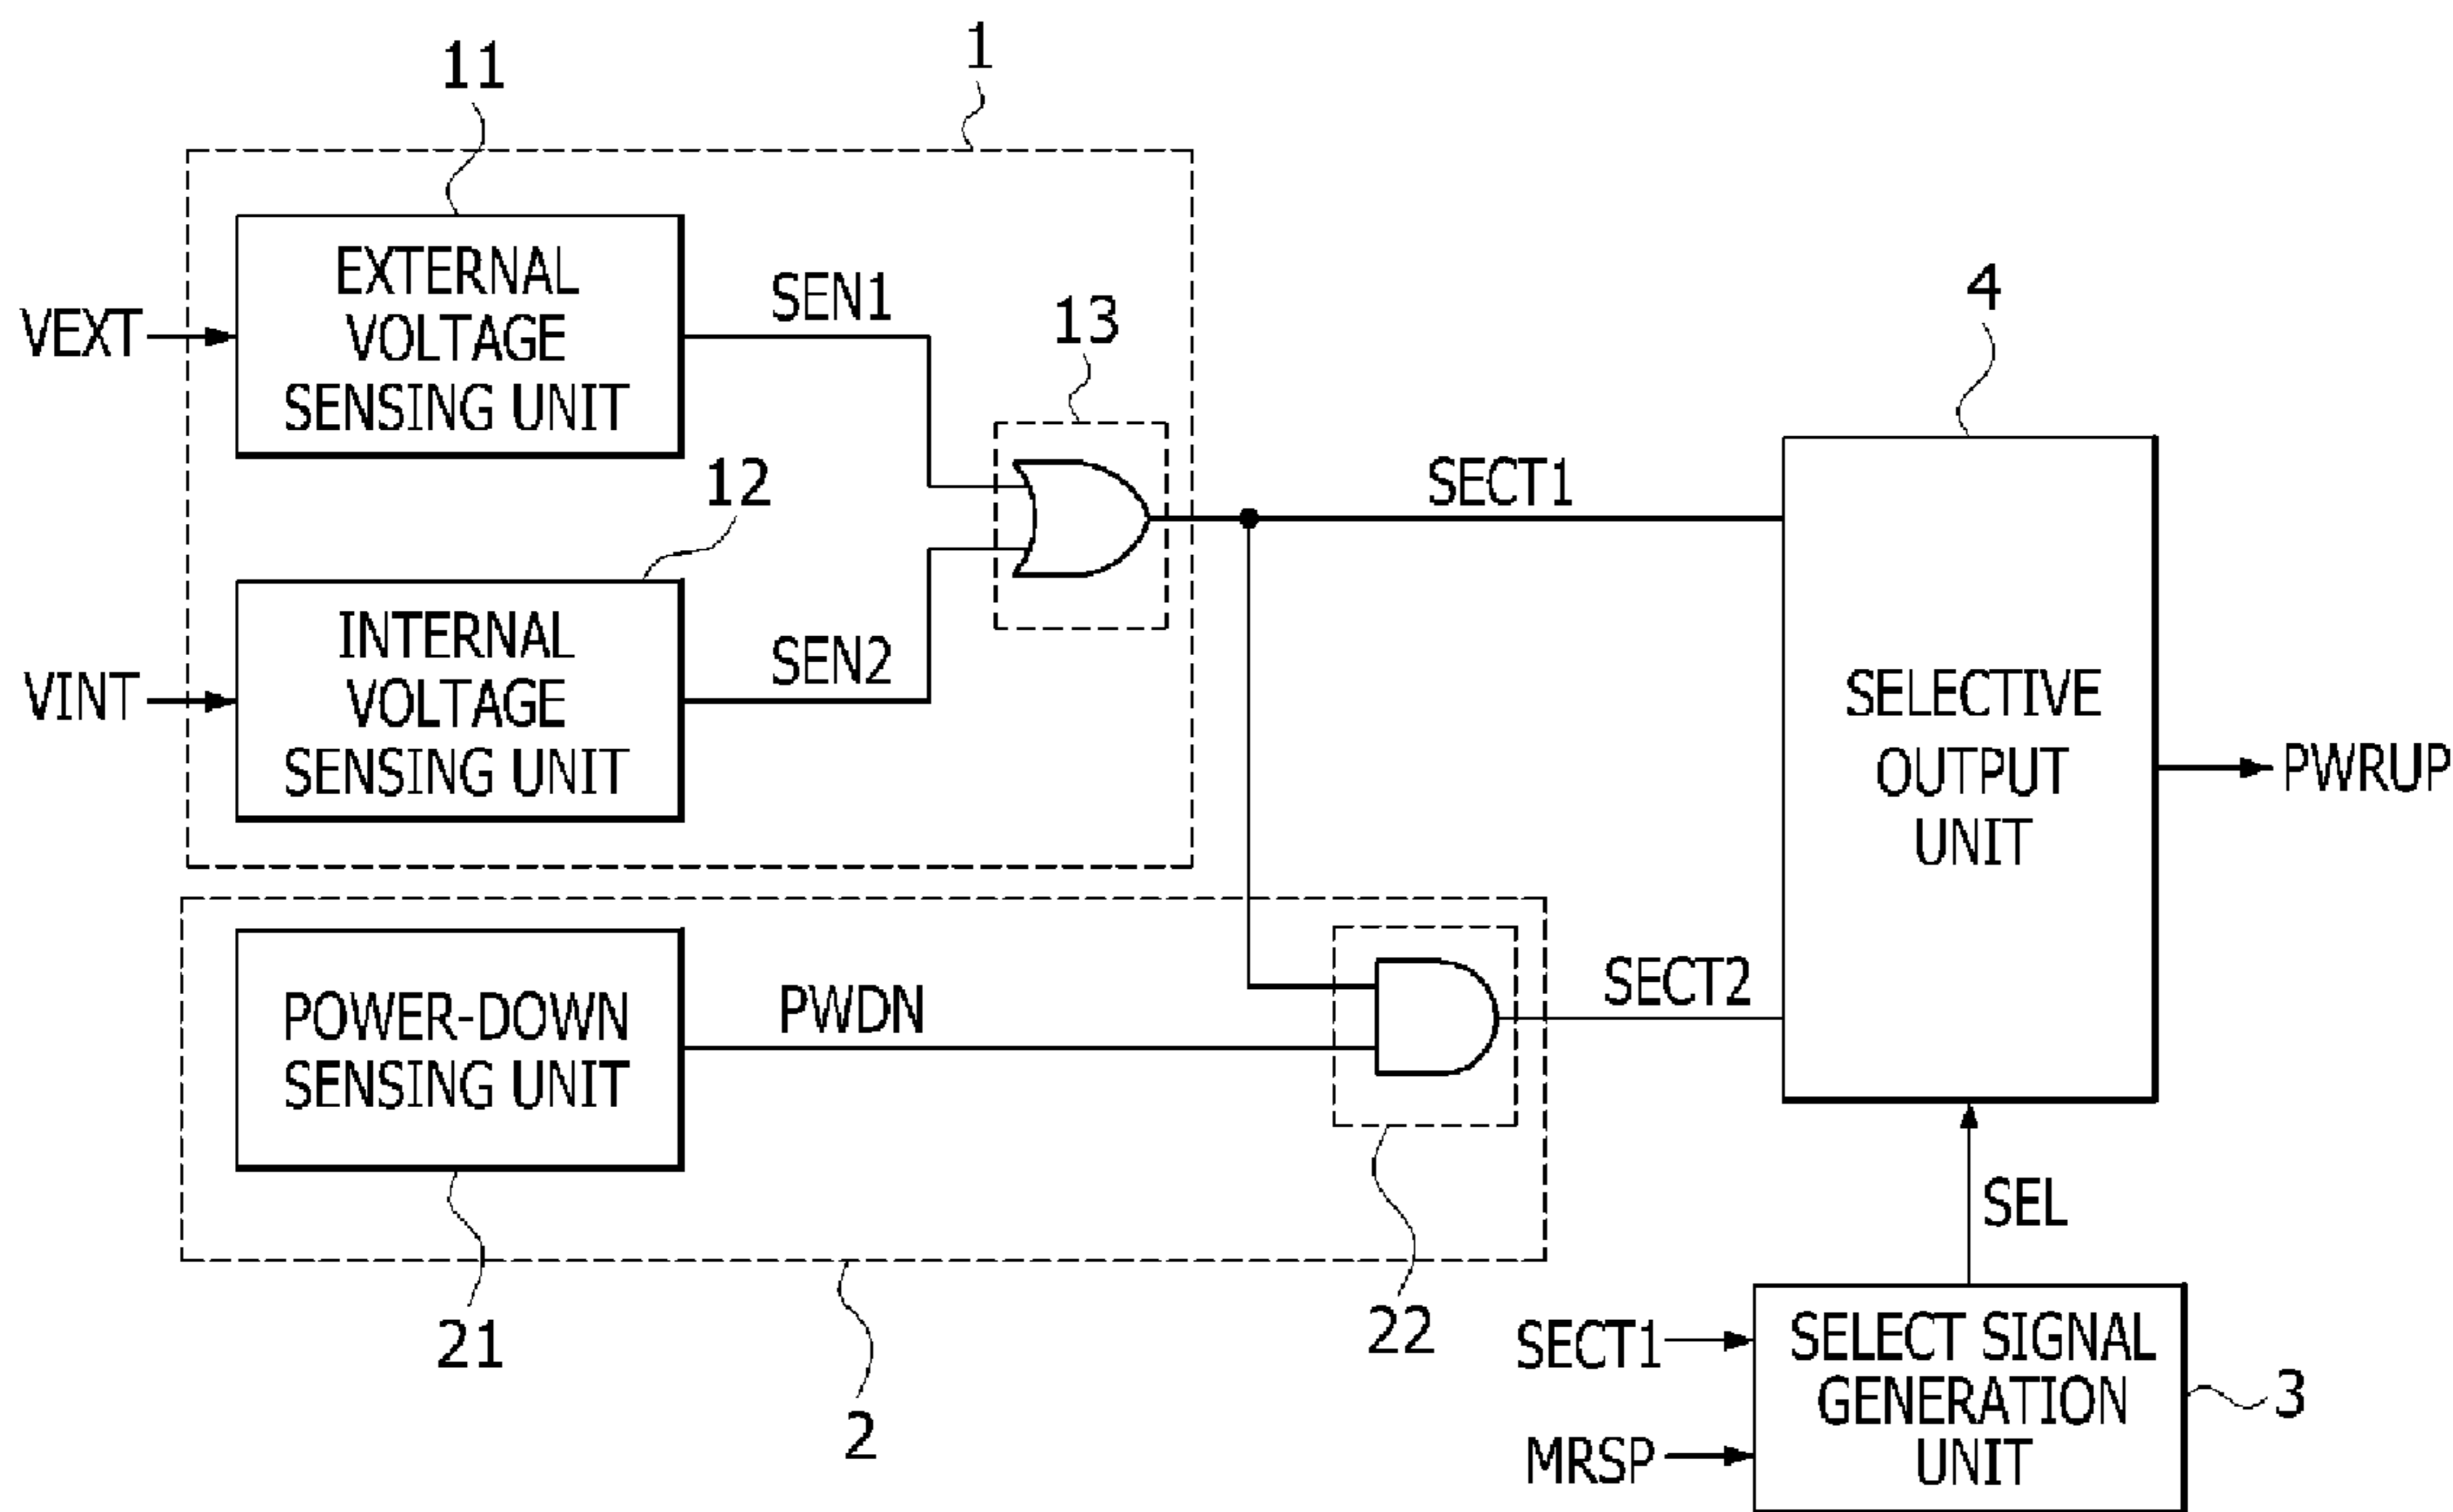 1
11
EXTERNAL
VOLTAGE
SENSING UNIT
VEXT
SEN1
13
4
12
SECT1
INTERNAL
VOLTAGE
SENSING UNIT
VINT
SEN2
SELECTIVE
OUTPUT
UNIT
PWRUP
POWER-DOWN
SENSING UNIT
PWDN
SECT2
SEL
21
2
22
SECT1
MRSP
SELECT SIGNAL
GENERATION
UNIT
3